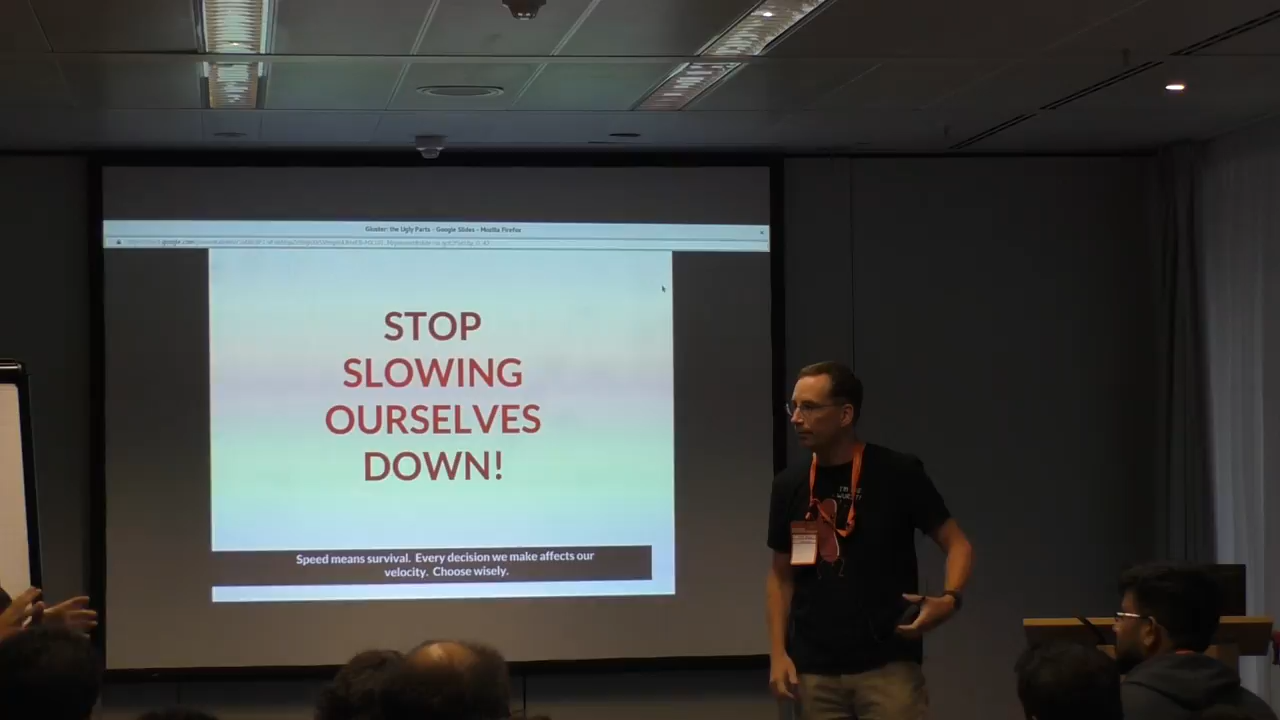 Gluster: the Ugly Parts - Google Slides - Mozilla Firefox
STOP
SLOWING
OURSELVES
DOWN!
Speed means survival. Every decision we make affects our
velocity. Choose wisely.